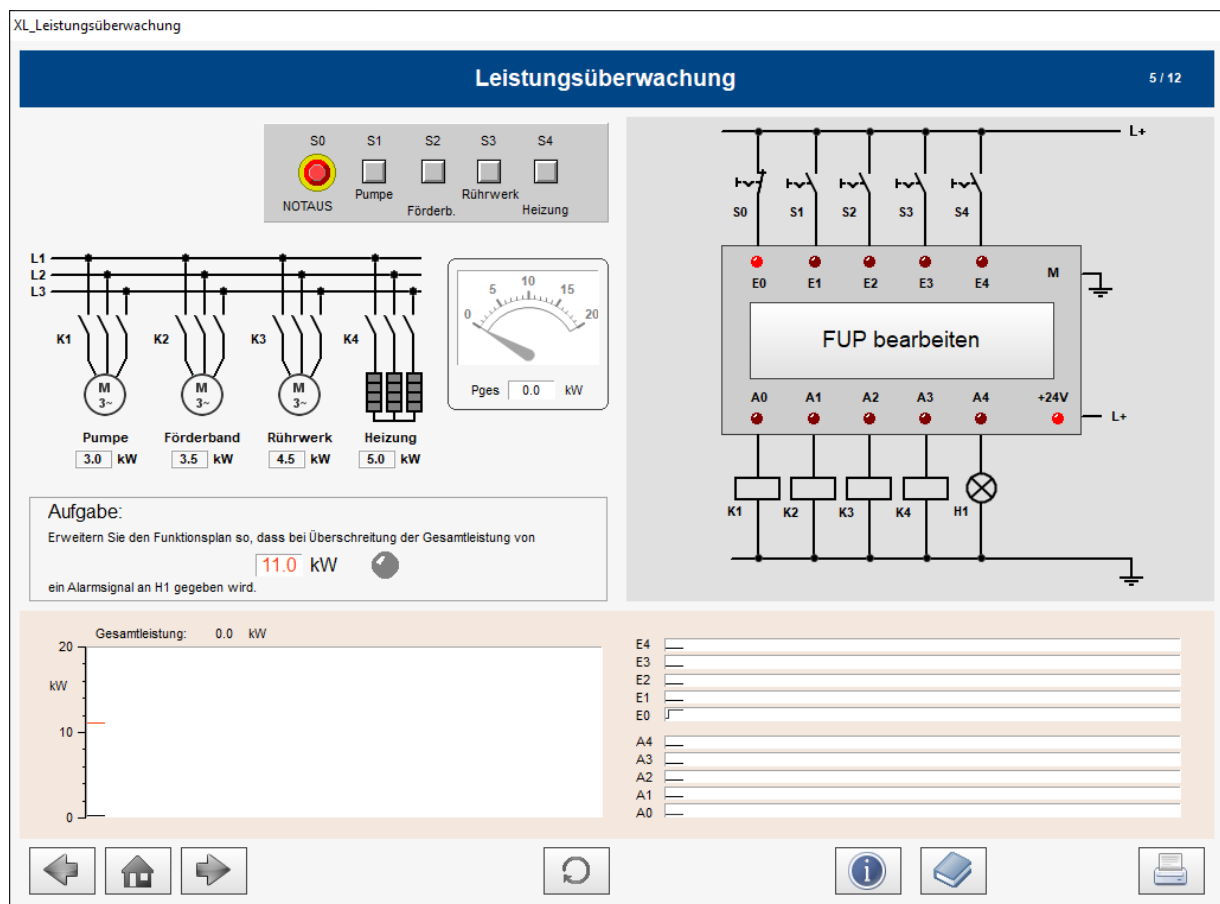 XL_Leistungsüberwachung
Leistungsüberwachung 5 / 12
S0 S1 S2 S3 S4
NOTAUS Pumpe Förderb. Rührwerk Heizung
L1
L2
L3
K1 K2 K3 K4
M 3~ M 3~ M 3~
Pumpe Förderband Rührwerk Heizung
3.0 kW 3.5 kW 4.5 kW 5.0 kW
0 5 10 15 20
Pges 0.0 kW
L+
S0 S1 S2 S3 S4
E0 E1 E2 E3 E4 M
FUP bearbeiten
A0 A1 A2 A3 A4 +24V
L+
K1 K2 K3 K4 H1
Aufgabe:
Erweitern Sie den Funktionsplan so, dass bei Überschreitung der Gesamtleistung von
11.0 kW
ein Alarmsignal an H1 gegeben wird.
Gesamtleistung: 0.0 kW
20
kW
10
0
E4
E3
E2
E1
E0
A4
A3
A2
A1
A0
i